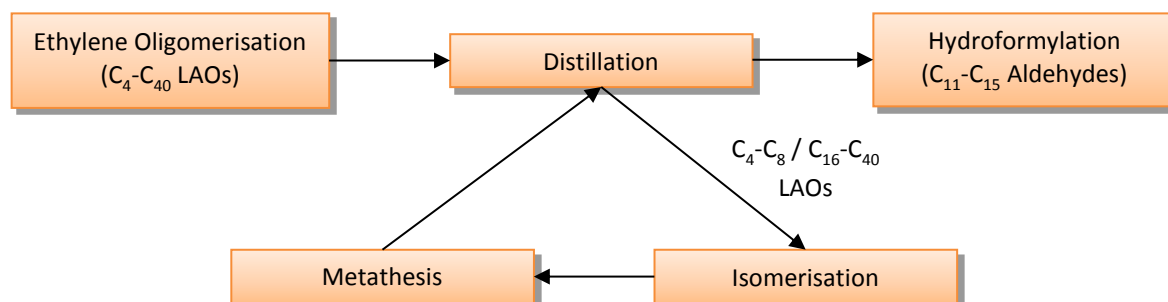 Ethylene Oligomerisation
(C₄-C₄₀ LAOs)
Distillation
Hydroformylation
(C₁₁-C₁₅ Aldehydes)
C₄-C₈ / C₁₆-C₄₀
LAOs
Metathesis
Isomerisation